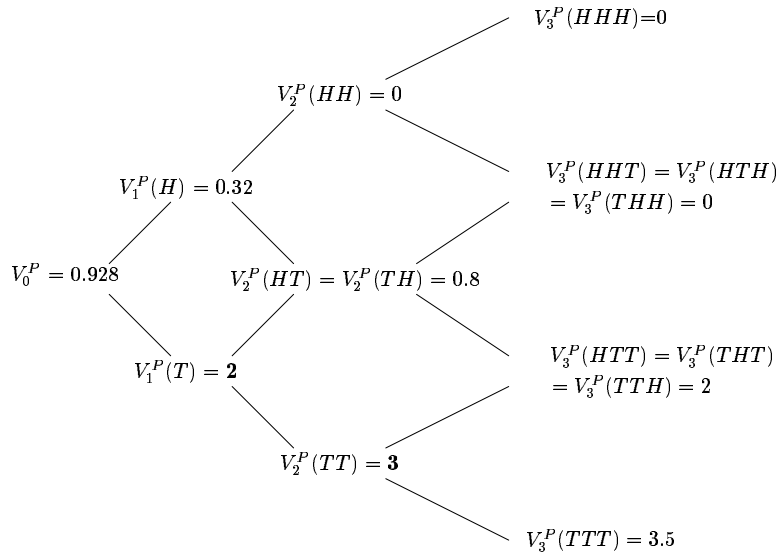 V_3^P(HHH)=0
V_2^P(HH) = 0
V_3^P(HHT) = V_3^P(HTH)
= V_3^P(THH) = 0
V_1^P(H) = 0.32
V_0^P = 0.928
V_2^P(HT) = V_2^P(TH) = 0.8
V_3^P(HTT) = V_3^P(THT)
= V_3^P(TTH) = 2
V_1^P(T) = 2
V_2^P(TT) = 3
V_3^P(TTT) = 3.5